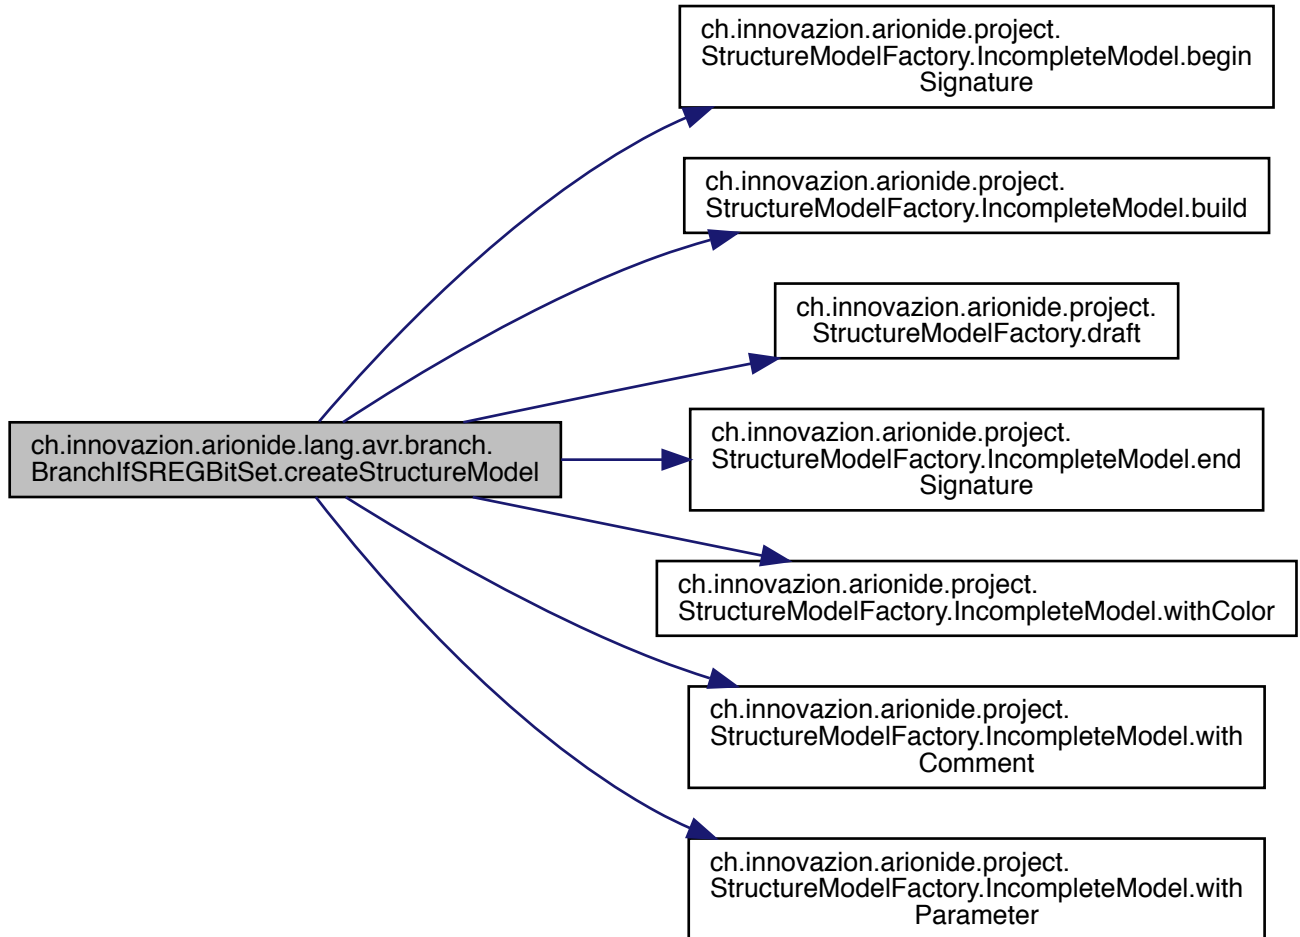 ch.innovazion.arionide.project.
StructureModelFactory.IncompleteModel.begin
Signature
ch.innovazion.arionide.project.
StructureModelFactory.IncompleteModel.build
ch.innovazion.arionide.project.
StructureModelFactory.draft
ch.innovazion.arionide.lang.avr.branch.
BranchIfSREGBitSet.createStructureModel
ch.innovazion.arionide.project.
StructureModelFactory.IncompleteModel.end
Signature
ch.innovazion.arionide.project.
StructureModelFactory.IncompleteModel.withColor
ch.innovazion.arionide.project.
StructureModelFactory.IncompleteModel.with
Comment
ch.innovazion.arionide.project.
StructureModelFactory.IncompleteModel.with
Parameter